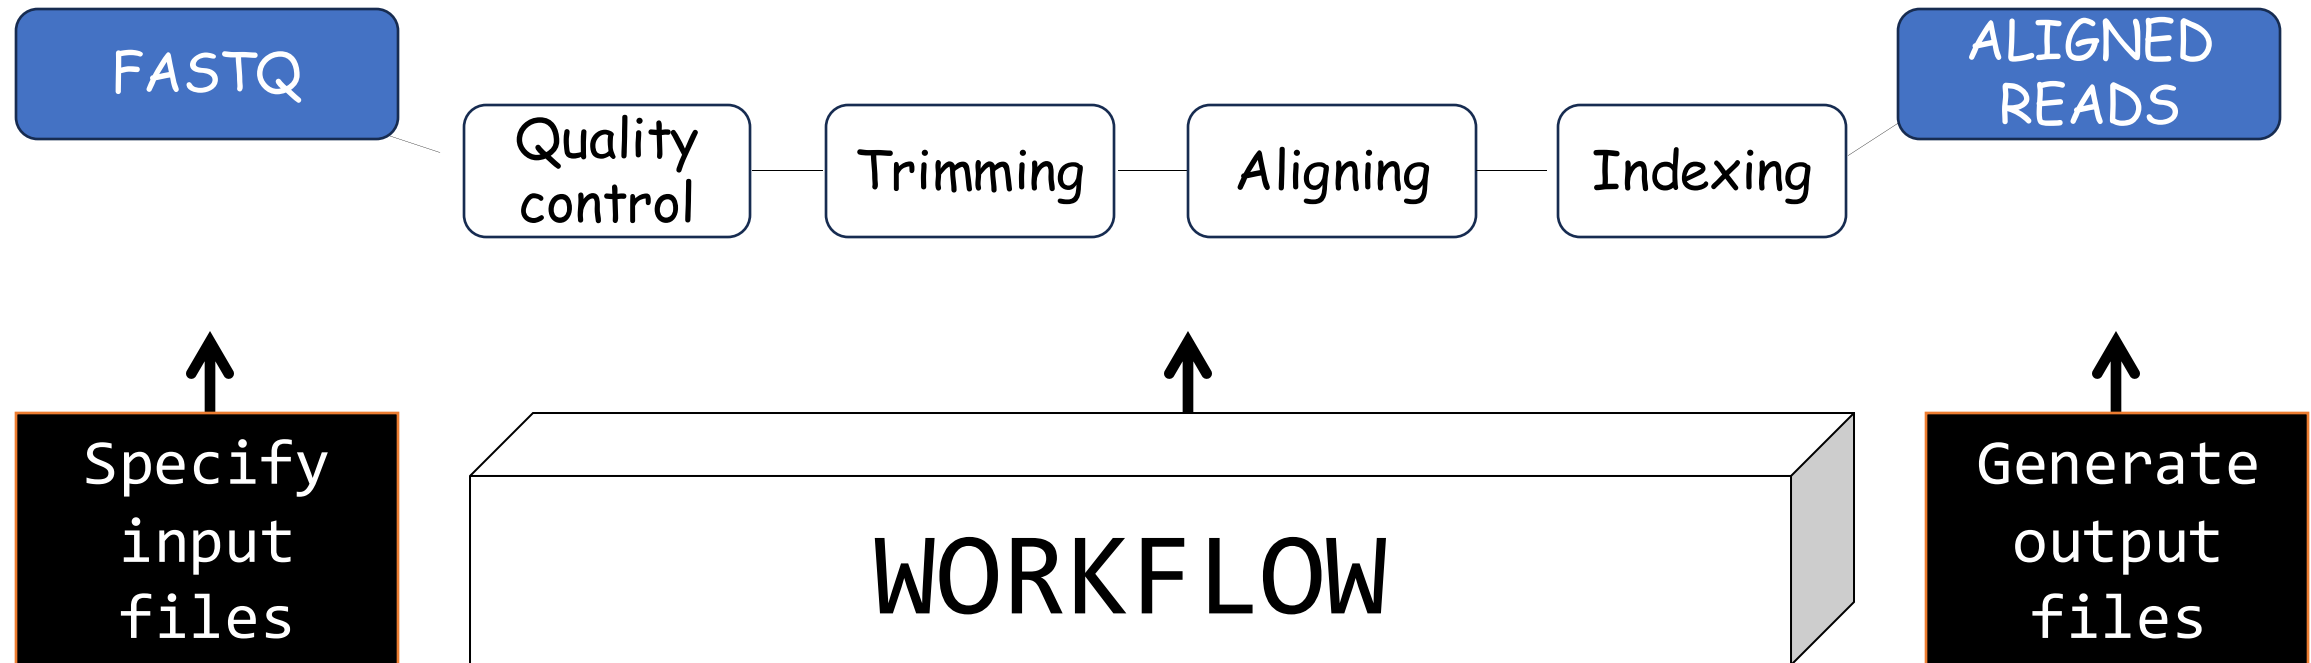 FASTQ
Quality
control
Trimming
Aligning
Indexing
ALIGNED
READS
Specify
input
files
WORKFLOW
Generate
output
files